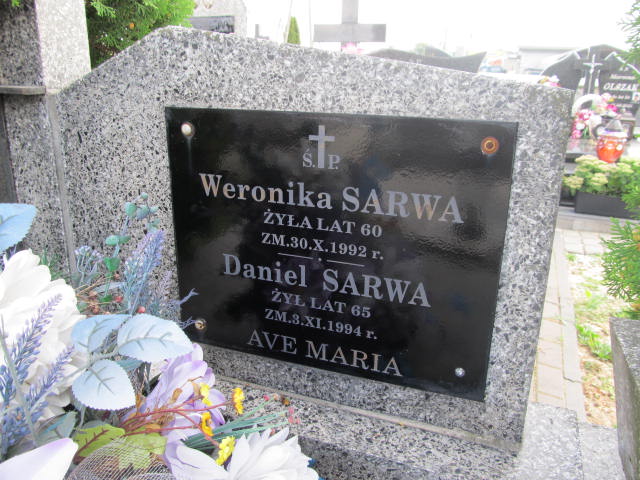 Ś. P.
Weronika SARWA
ŻYŁA LAT 60
ZM.30.X.1992 r.
Daniel SARWA
ŻYŁ LAT 65
ZM.3.XI.1994 r.
AVE MARIA
OLSZAK